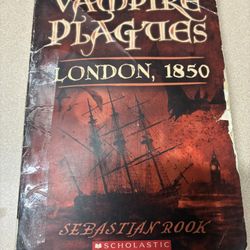 VAMPIRE
PLAGUES
LONDON, 1850
SEBASTIAN ROOK
SCHOLASTIC